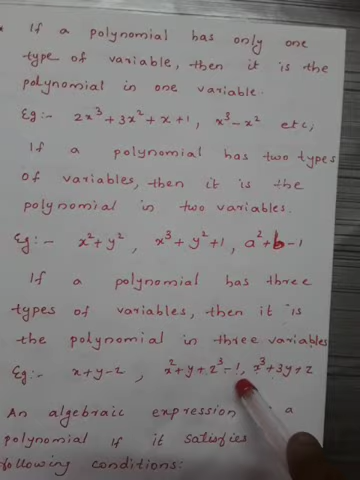 If a polynomial has only one
type of variable, then it is the
polynomial in one variable.
Eg:- 2x³+3x²+x+1, x³-x² etc;
If a polynomial has two types
of variables, then it is the
polynomial in two variables.
Eg:- x²+y², x³+y²+1, a²+b-1
If a polynomial has three
types of variables, then it is
the polynomial in three variables
Eg:- x+y-z, x²+y+z³-1, x³+3y+z
An algebraic expression a
polynomial if it satisfies
following conditions: